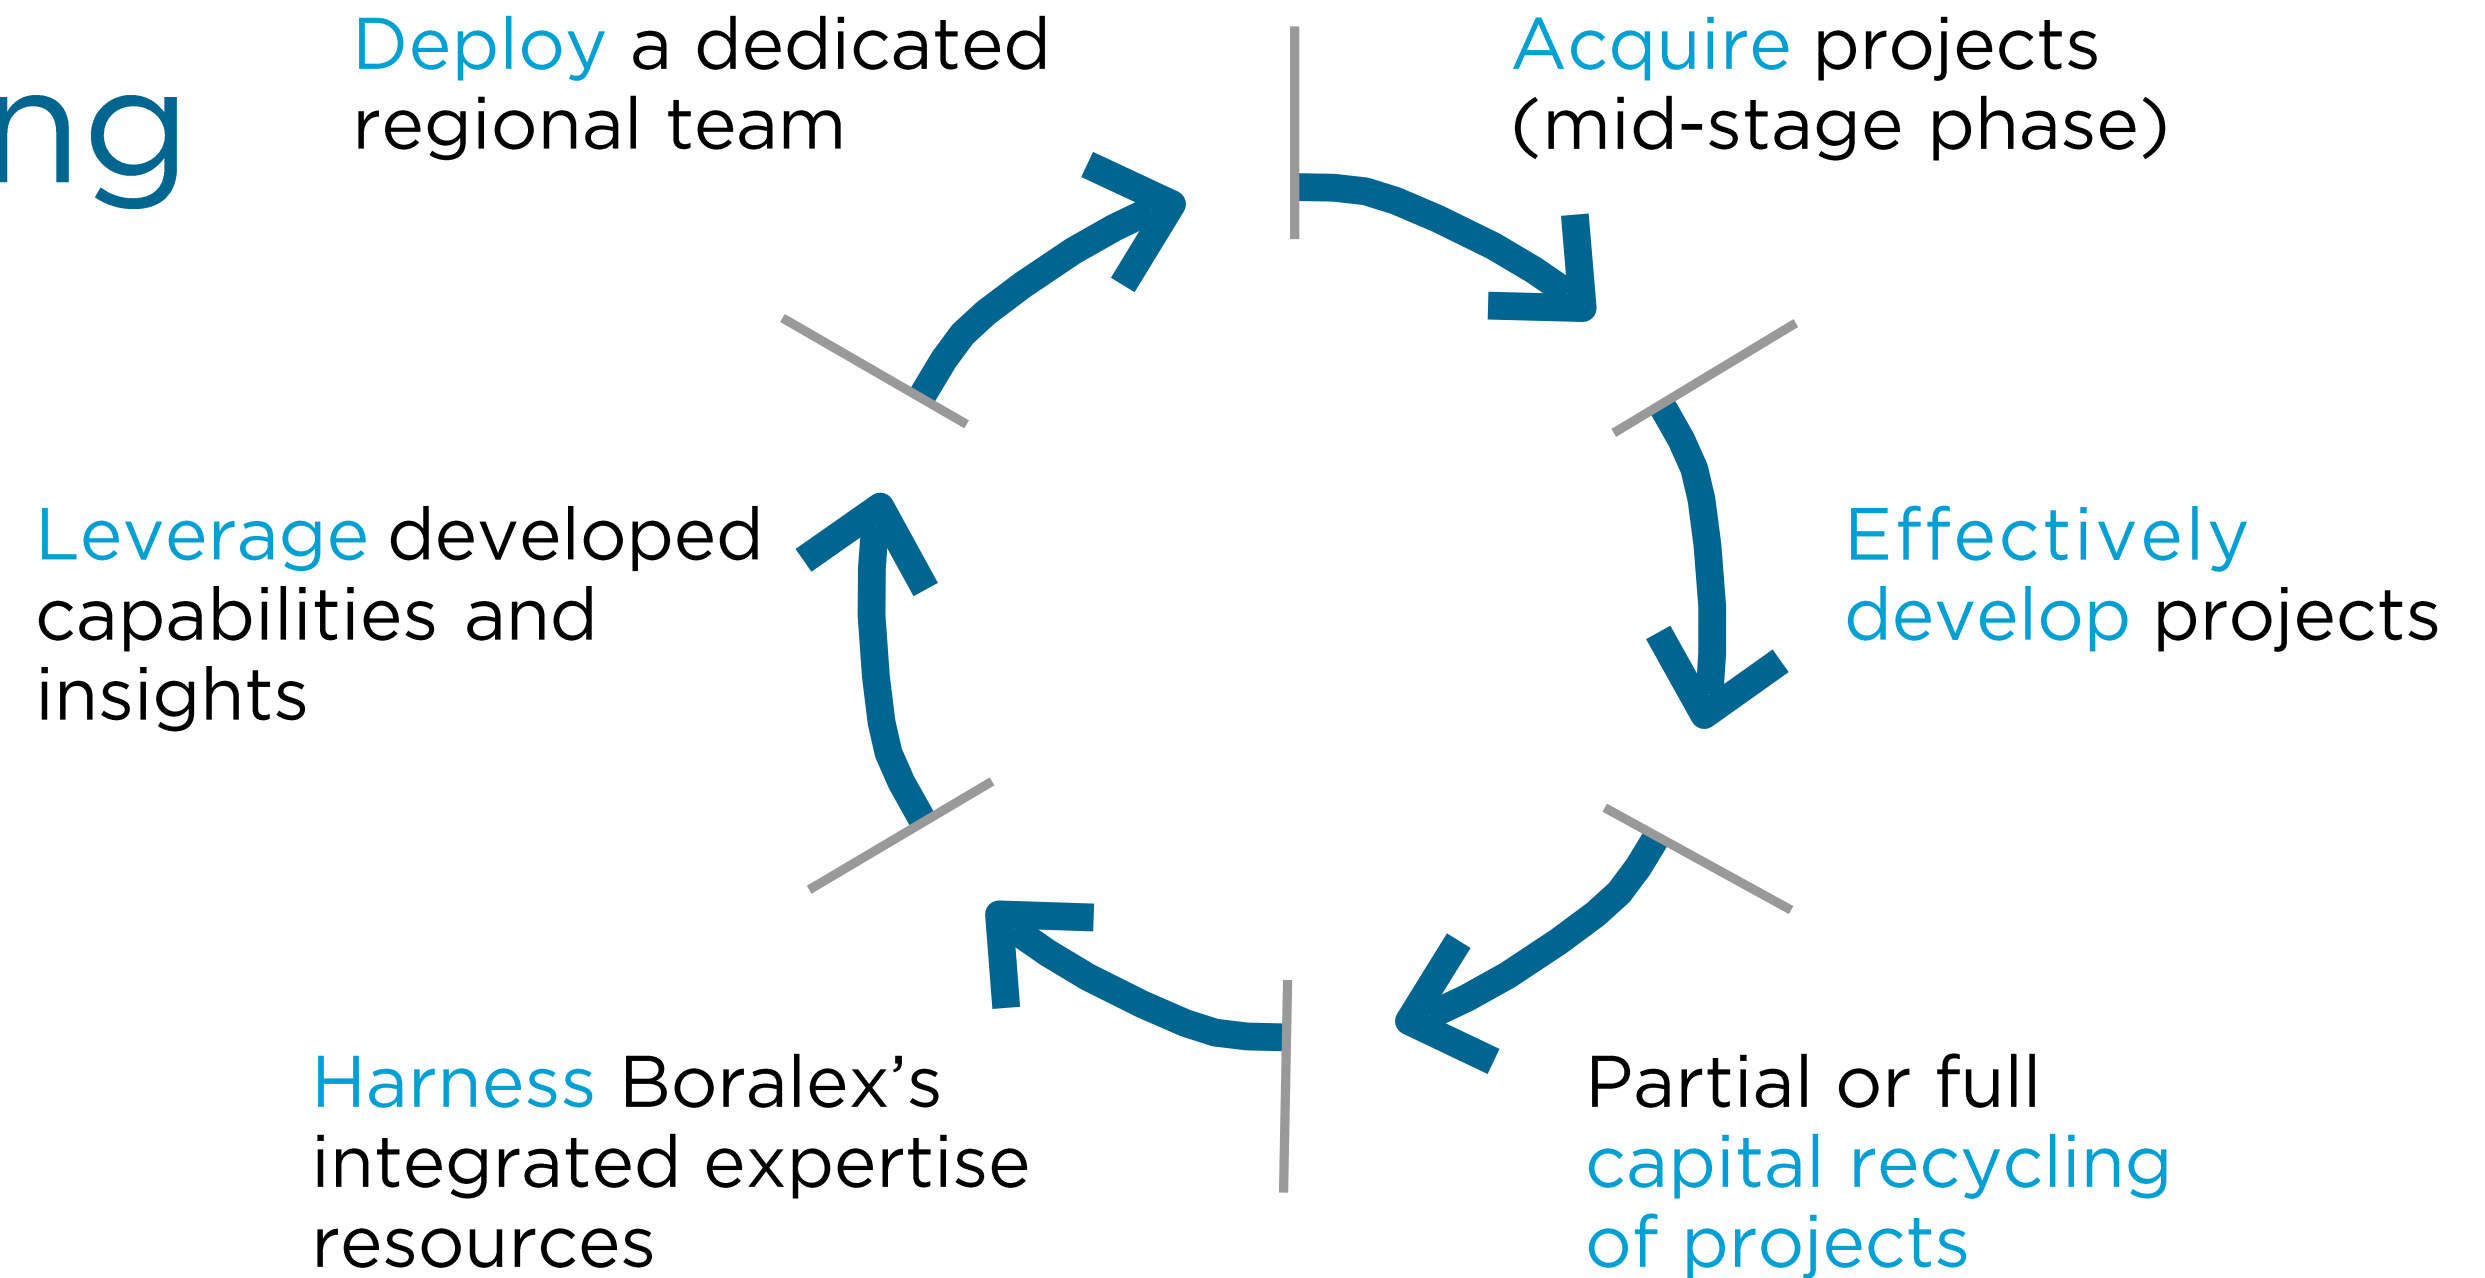 ng
Deploy a dedicated
regional team
Acquire projects
(mid-stage phase)
Effectively
develop projects
Partial or full
capital recycling
of projects
Harness Boralex’s
integrated expertise
resources
Leverage developed
capabilities and
insights